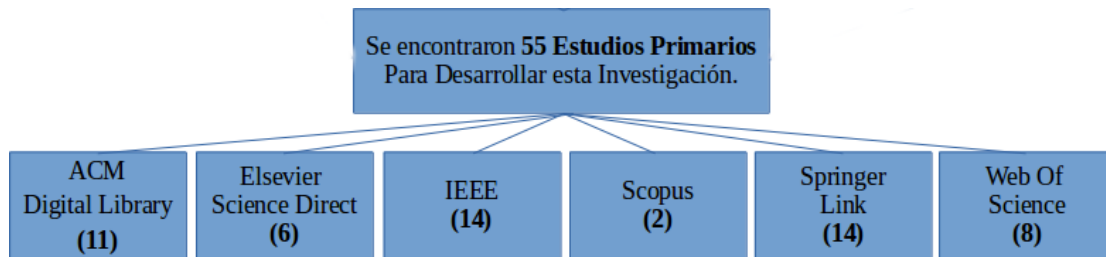 Se encontraron 55 Estudios Primarios
Para Desarrollar esta Investigación.
ACM
Digital Library
(11)
Elsevier
Science Direct
(6)
IEEE
(14)
Scopus
(2)
Springer
Link
(14)
Web Of
Science
(8)